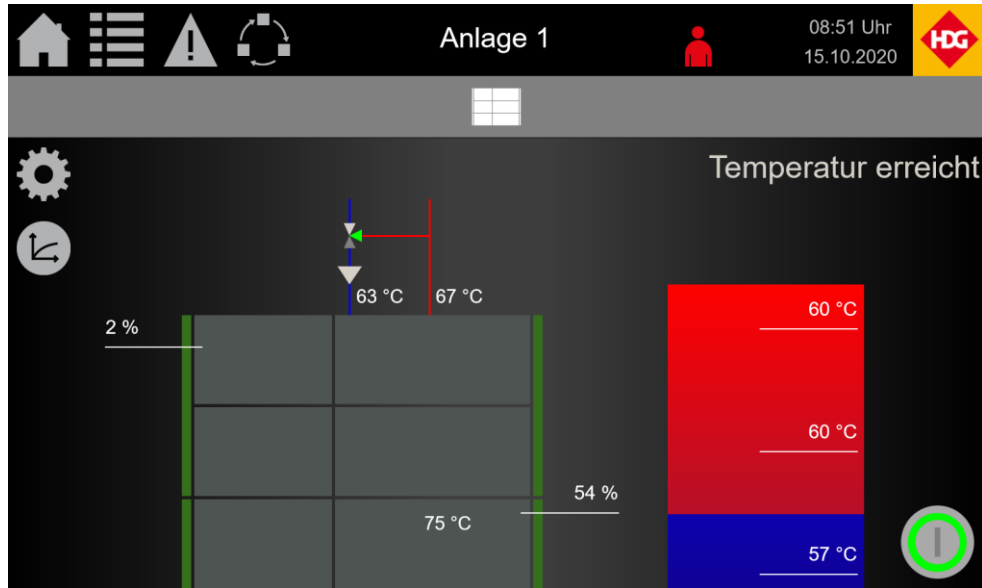 Anlage 1
08:51 Uhr
15.10.2020
HDG
Temperatur erreicht
63 °C
67 °C
60 °C
2 %
60 °C
54 %
75 °C
57 °C